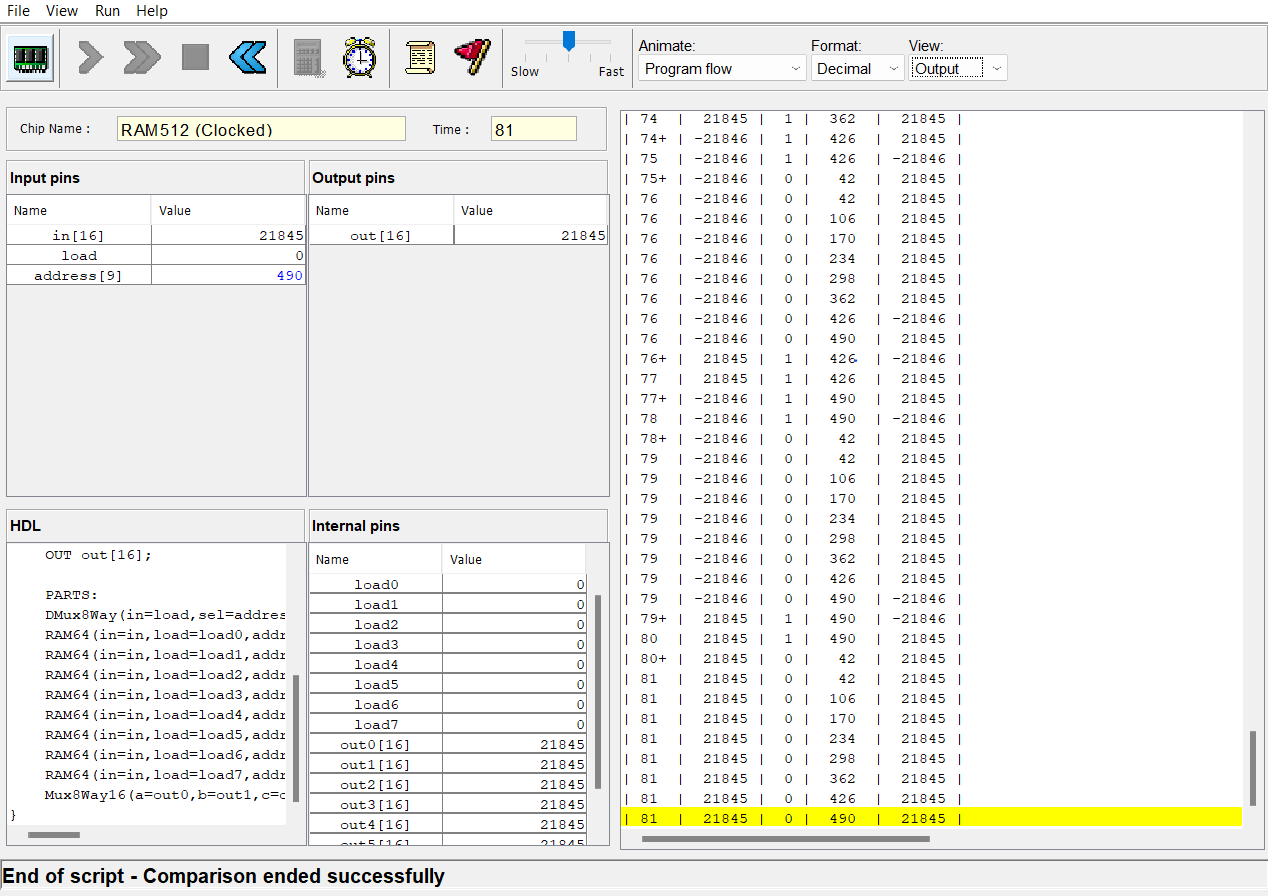 File View Run Help
Slow Fast
Animate: Format: View:
Program flow Decimal Output
Chip Name : RAM512 (Clocked) Time : 81
Input pins
Name Value
in[16] 21845
load 0
address[9] 490
Output pins
Name Value
out[16] 21845
HDL
OUT out[16];
PARTS:
DMux8Way(in=load,sel=addres
RAM64(in=in,load=load0,addr
RAM64(in=in,load=load1,addr
RAM64(in=in,load=load2,addr
RAM64(in=in,load=load3,addr
RAM64(in=in,load=load4,addr
RAM64(in=in,load=load5,addr
RAM64(in=in,load=load6,addr
RAM64(in=in,load=load7,addr
Mux8Way16(a=out0,b=out1,c=o
}
Internal pins
Name Value
load0 0
load1 0
load2 0
load3 0
load4 0
load5 0
load6 0
load7 0
out0[16] 21845
out1[16] 21845
out2[16] 21845
out3[16] 21845
out4[16] 21845
out5[16] 21845
| 74 | 21845 | 1 | 362 | 21845 |
| 74+ | -21846 | 1 | 426 | 21845 |
| 75 | -21846 | 1 | 426 | -21846 |
| 75+ | -21846 | 0 | 42 | 21845 |
| 76 | -21846 | 0 | 42 | 21845 |
| 76 | -21846 | 0 | 106 | 21845 |
| 76 | -21846 | 0 | 170 | 21845 |
| 76 | -21846 | 0 | 234 | 21845 |
| 76 | -21846 | 0 | 298 | 21845 |
| 76 | -21846 | 0 | 362 | 21845 |
| 76 | -21846 | 0 | 426 | -21846 |
| 76 | -21846 | 0 | 490 | 21845 |
| 76+ | 21845 | 1 | 426 | -21846 |
| 77 | 21845 | 1 | 426 | 21845 |
| 77+ | -21846 | 1 | 490 | 21845 |
| 78 | -21846 | 1 | 490 | -21846 |
| 78+ | -21846 | 0 | 42 | 21845 |
| 79 | -21846 | 0 | 42 | 21845 |
| 79 | -21846 | 0 | 106 | 21845 |
| 79 | -21846 | 0 | 170 | 21845 |
| 79 | -21846 | 0 | 234 | 21845 |
| 79 | -21846 | 0 | 298 | 21845 |
| 79 | -21846 | 0 | 362 | 21845 |
| 79 | -21846 | 0 | 426 | 21845 |
| 79 | -21846 | 0 | 490 | -21846 |
| 79+ | 21845 | 1 | 490 | -21846 |
| 80 | 21845 | 1 | 490 | 21845 |
| 80+ | 21845 | 0 | 42 | 21845 |
| 81 | 21845 | 0 | 42 | 21845 |
| 81 | 21845 | 0 | 106 | 21845 |
| 81 | 21845 | 0 | 170 | 21845 |
| 81 | 21845 | 0 | 234 | 21845 |
| 81 | 21845 | 0 | 298 | 21845 |
| 81 | 21845 | 0 | 362 | 21845 |
| 81 | 21845 | 0 | 426 | 21845 |
| 81 | 21845 | 0 | 490 | 21845 |
End of script - Comparison ended successfully